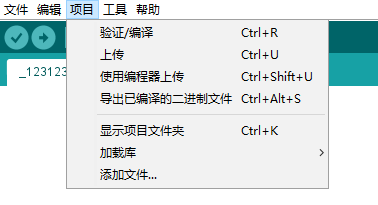 文件 编辑 项目 工具 帮助
验证/编译 Ctrl+R
上传 Ctrl+U
使用编程器上传 Ctrl+Shift+U
导出已编译的二进制文件 Ctrl+Alt+S
_123123
显示项目文件夹 Ctrl+K
加载库
添加文件...